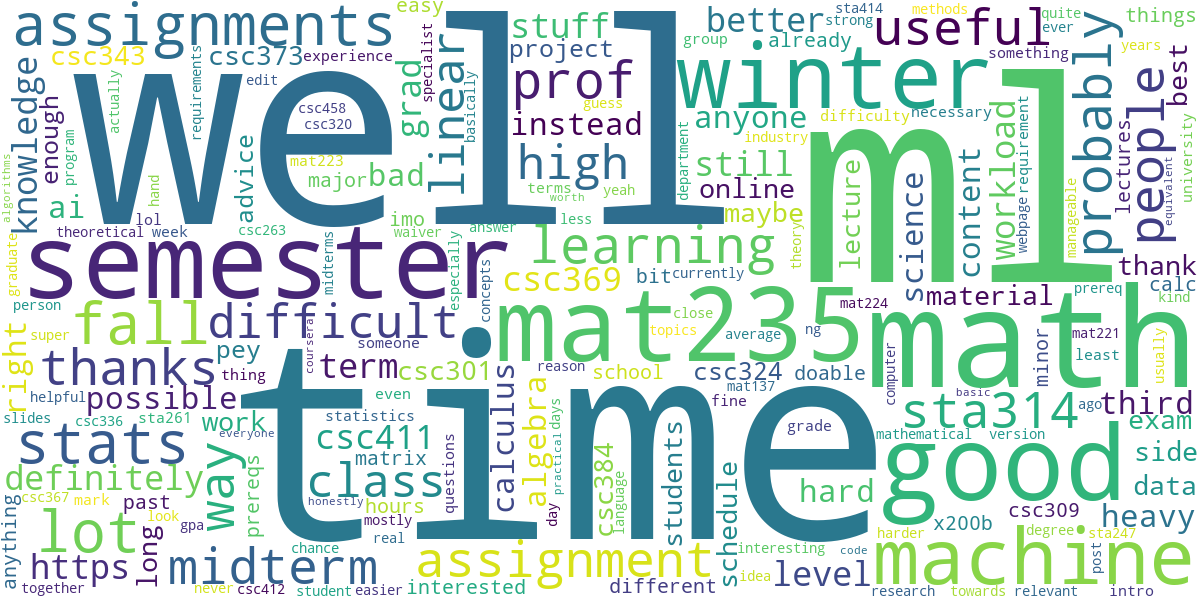 assignments
easy
stuff
better
sta414
strong
methods
quite
ever
things
csc343
csc373
experience
project
group
already
useful
something
years
well
grad
linear
specialist
basically
prof
winter
probably
people
best
knowledge
enough
actually
requirements
edit
csc458
csc320
guess
instead
anyone
difficulty
necessary
industry
ml
algorithms
program
hand
advice
mat223
major
bad
high
department
still
online
lecture
science
content
workload
webpage
requirement
manageable
lectures
university
equivalent
ai
lol
imo
terms
yeah
worth
less
maybe
theoretical
week
csc263
waiver
answer
semester
midterms
especially
concepts
learning
theory
thank
graduate
csc369
bit
currently
material
prereq
calc
kind
person
fall
difficult
close
mat235
mat224
math
minor
mat221
usually
right
super
thanks
pey
someone
coursera
topics
average
ng
least
thing
term
csc301
reason
school
csc324
doable
computer
helpful
possible
even
mat137
fine
basic
ago
third
slides
csc336
sta261
work
time
statistics
calculus
algebra
grade
sta314
stats
way
everyone
csc411
matrix
practical
days
csc384
language
students
mathematical
version
exam
definitely
prereqs
class
questions
good
side
csc367
mark
past
hours
day
schedule
hard
data
anything
lot
long
look
gpa
honestly
mostly
real
x200b
csc309
degree
sta247
heavy
https
midterm
chance
assignment
interesting
code
harder
machine
post
together
never
csc412
student
easier
interested
different
idea
level
research
towards
relevant
intro